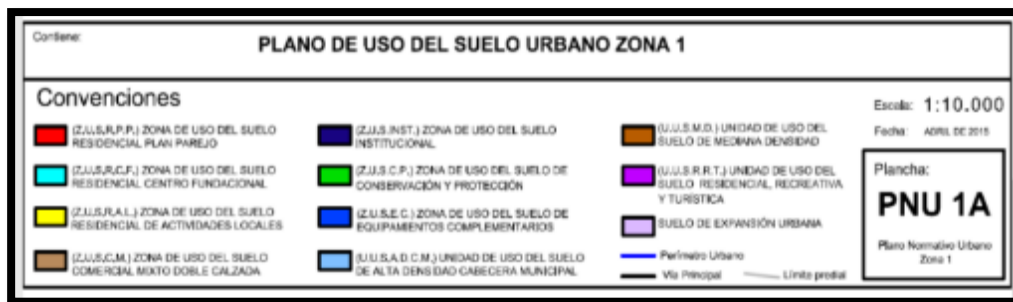 Contiene:
PLANO DE USO DEL SUELO URBANO ZONA 1
Convenciones
(Z.U.S.R.P.P.) ZONA DE USO DEL SUELO
RESIDENCIAL PLAN PAREJO
(Z.U.S.R.C.F.) ZONA DE USO DEL SUELO
RESIDENCIAL CENTRO FUNDACIONAL
(Z.U.S.R.A.L.) ZONA DE USO DEL SUELO
RESIDENCIAL DE ACTIVIDADES LOCALES
(Z.U.S.C.M.) ZONA DE USO DEL SUELO
COMERCIAL MIXTO DOBLE CALZADA
(Z.U.S.INST.) ZONA DE USO DEL SUELO
INSTITUCIONAL
(Z.U.S.C.P.) ZONA DE USO DEL SUELO DE
CONSERVACIÓN Y PROTECCIÓN
(Z.U.S.E.C.) ZONA DE USO DEL SUELO DE
EQUIPAMIENTOS COMPLEMENTARIOS
(U.U.S.A.D.C.M.) UNIDAD DE USO DEL SUELO
DE ALTA DENSIDAD CABECERA MUNICIPAL
(U.U.S.M.D.) UNIDAD DE USO DEL
SUELO DE MEDIANA DENSIDAD
(U.U.S.R.R.T.) UNIDAD DE USO DEL
SUELO RESIDENCIAL, RECREATIVA
Y TURÍSTICA
SUELO DE EXPANSIÓN URBANA
Perímetro Urbano
Vía Principal
Límite predial
Escala: 1:10.000
Fecha: ABRIL DE 2015
Plancha:
PNU 1A
Plano Normativo Urbano
Zona 1